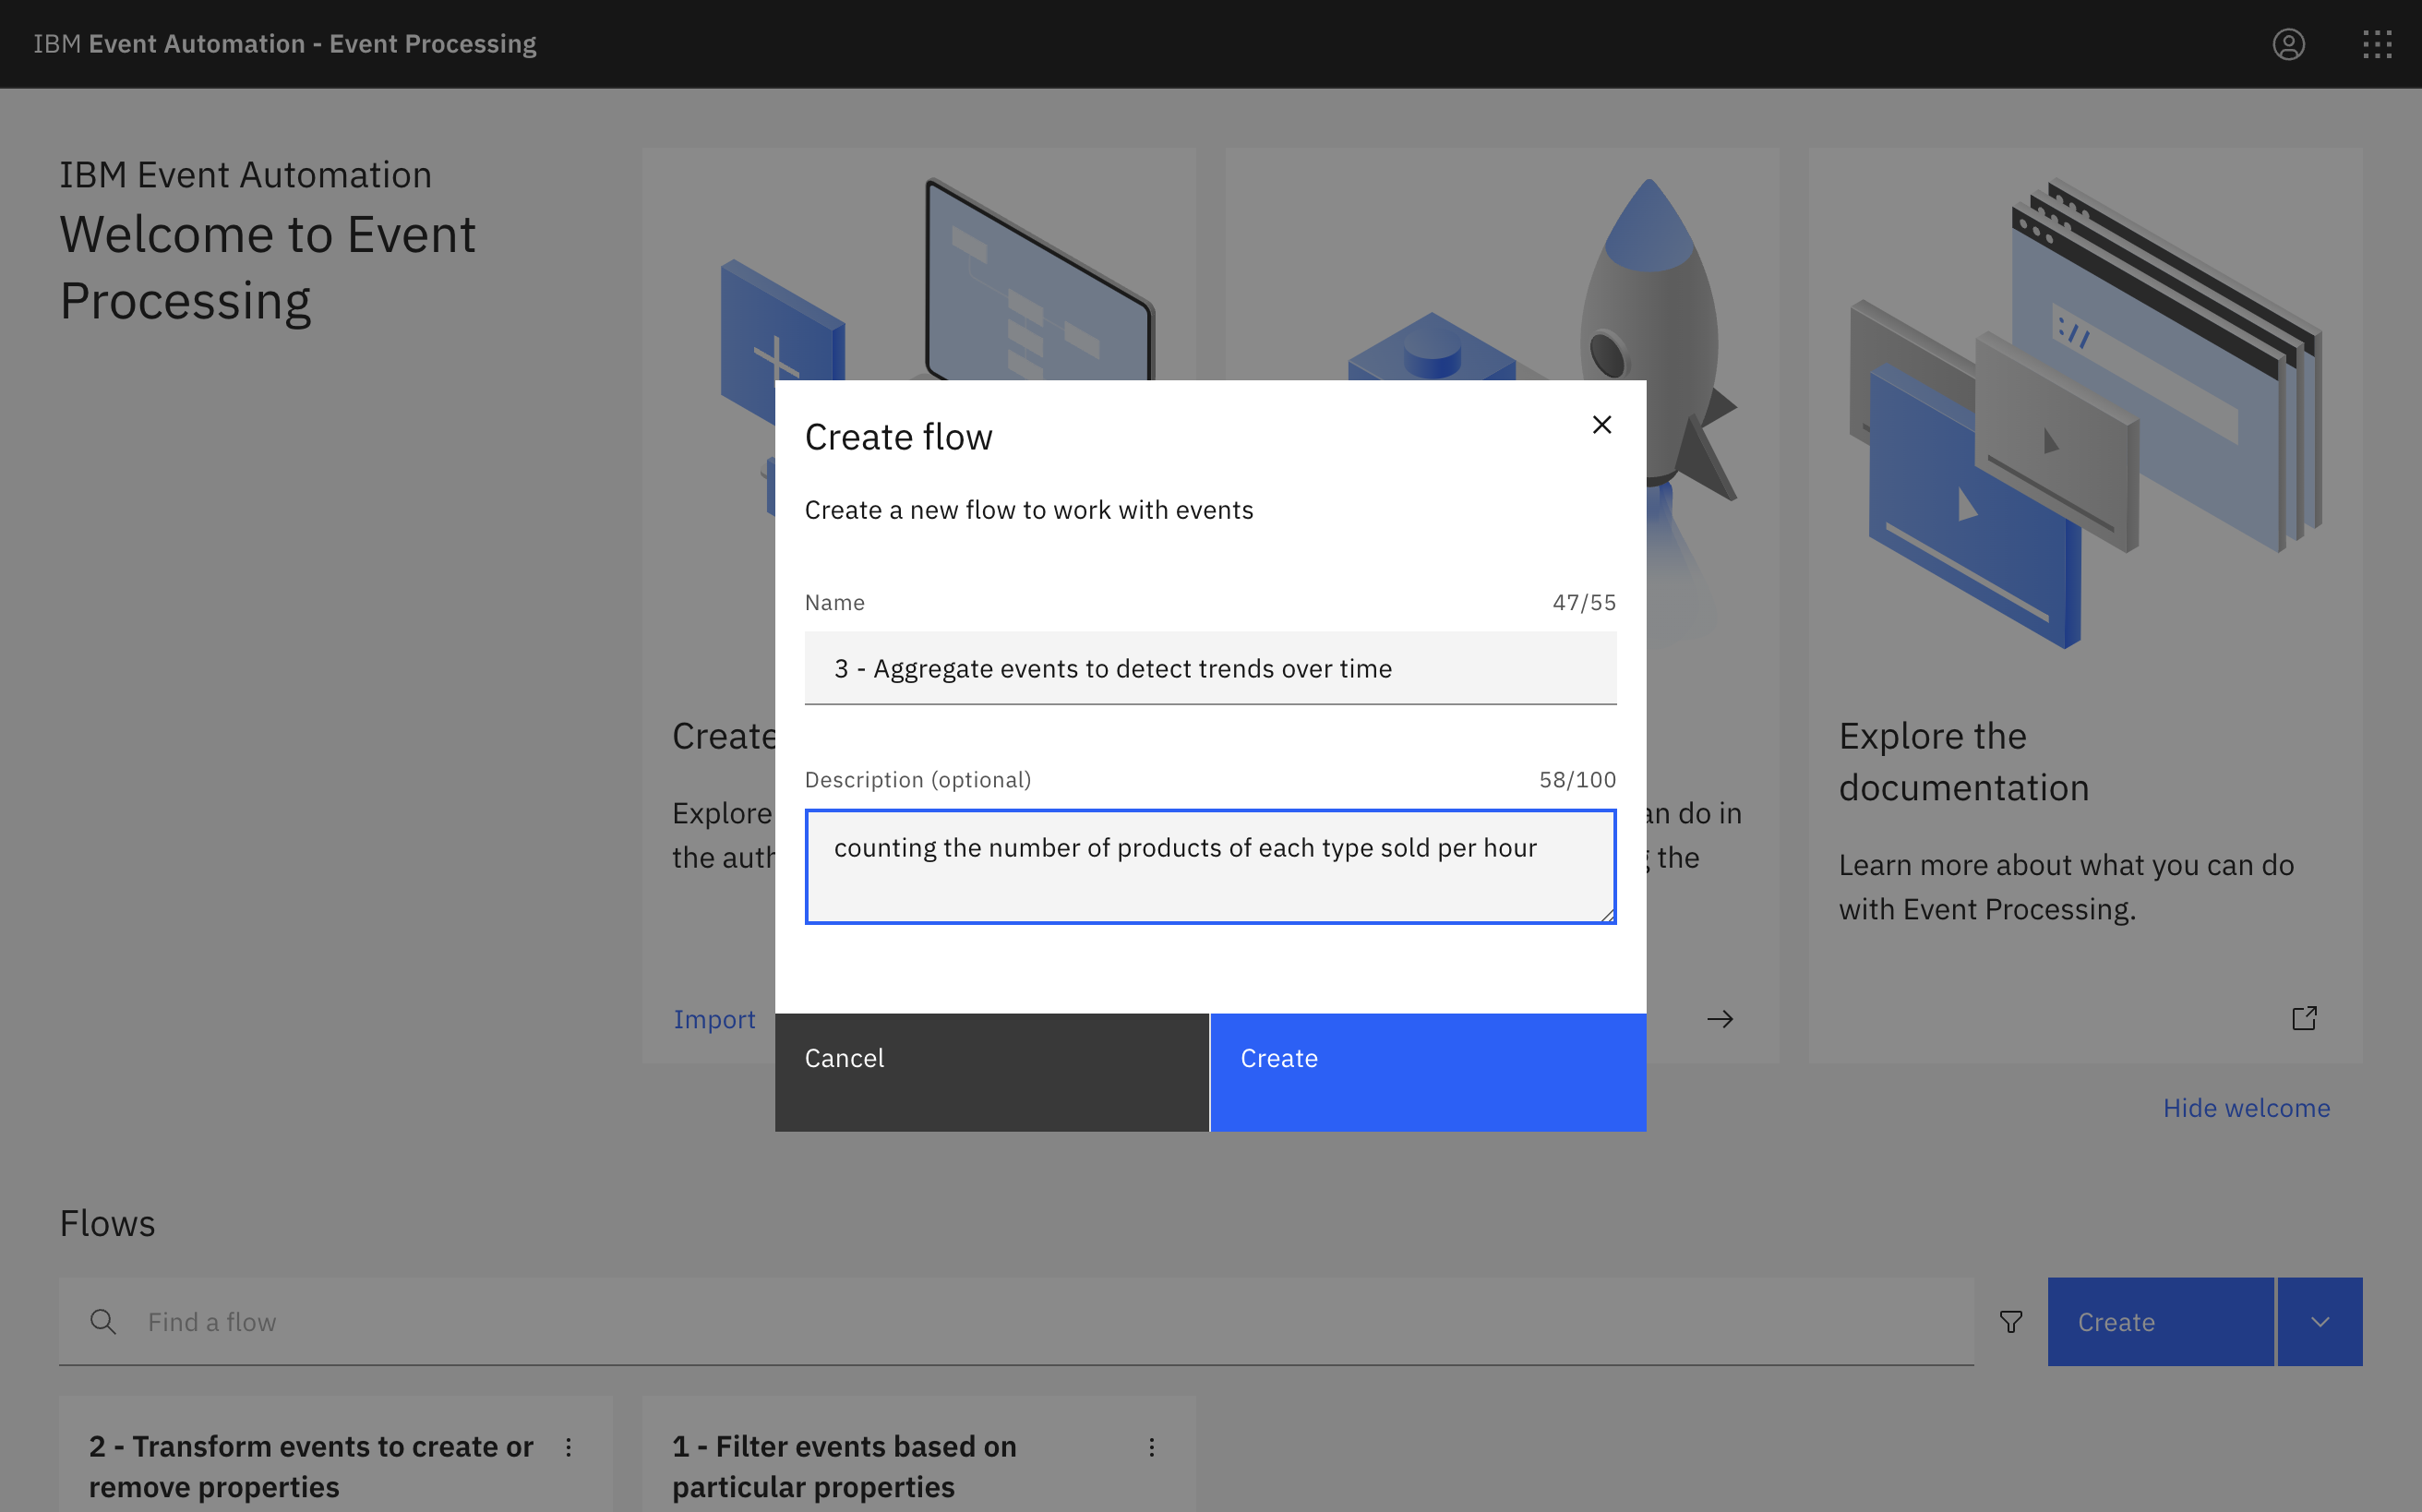 IBM Event Automation - Event Processing
IBM Event Automation
Welcome to Event
Processing
Create flow
Create a new flow to work with events
Name 47/55
3 - Aggregate events to detect trends over time
Description (optional) 58/100
counting the number of products of each type sold per hour
Cancel
Create
Create
Explore
Import
an do in
the
://
Explore the
documentation
Learn more about what you can do
with Event Processing.
Hide welcome
Flows
Find a flow
Create
2 - Transform events to create or
remove properties
1 - Filter events based on
particular properties